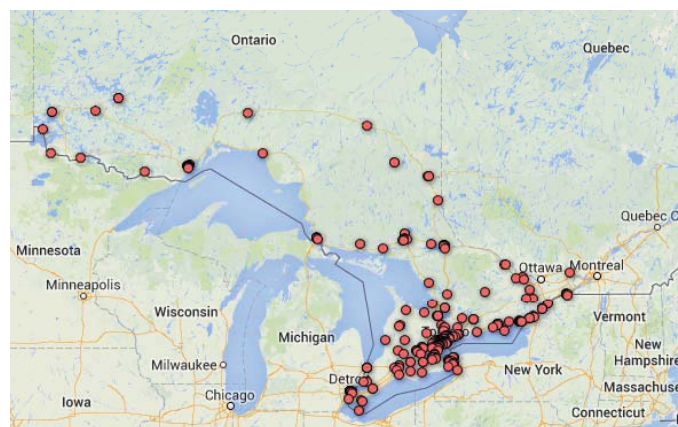 Ontario
Quebec
Quebec C
Minnesota
Ottawa Montreal
Minneapolis
Wisconsin
Vermont
Michigan
New
Hampshire
Milwaukee
Detro
New York
Massachuse
Chicago
Iowa
Connecticut